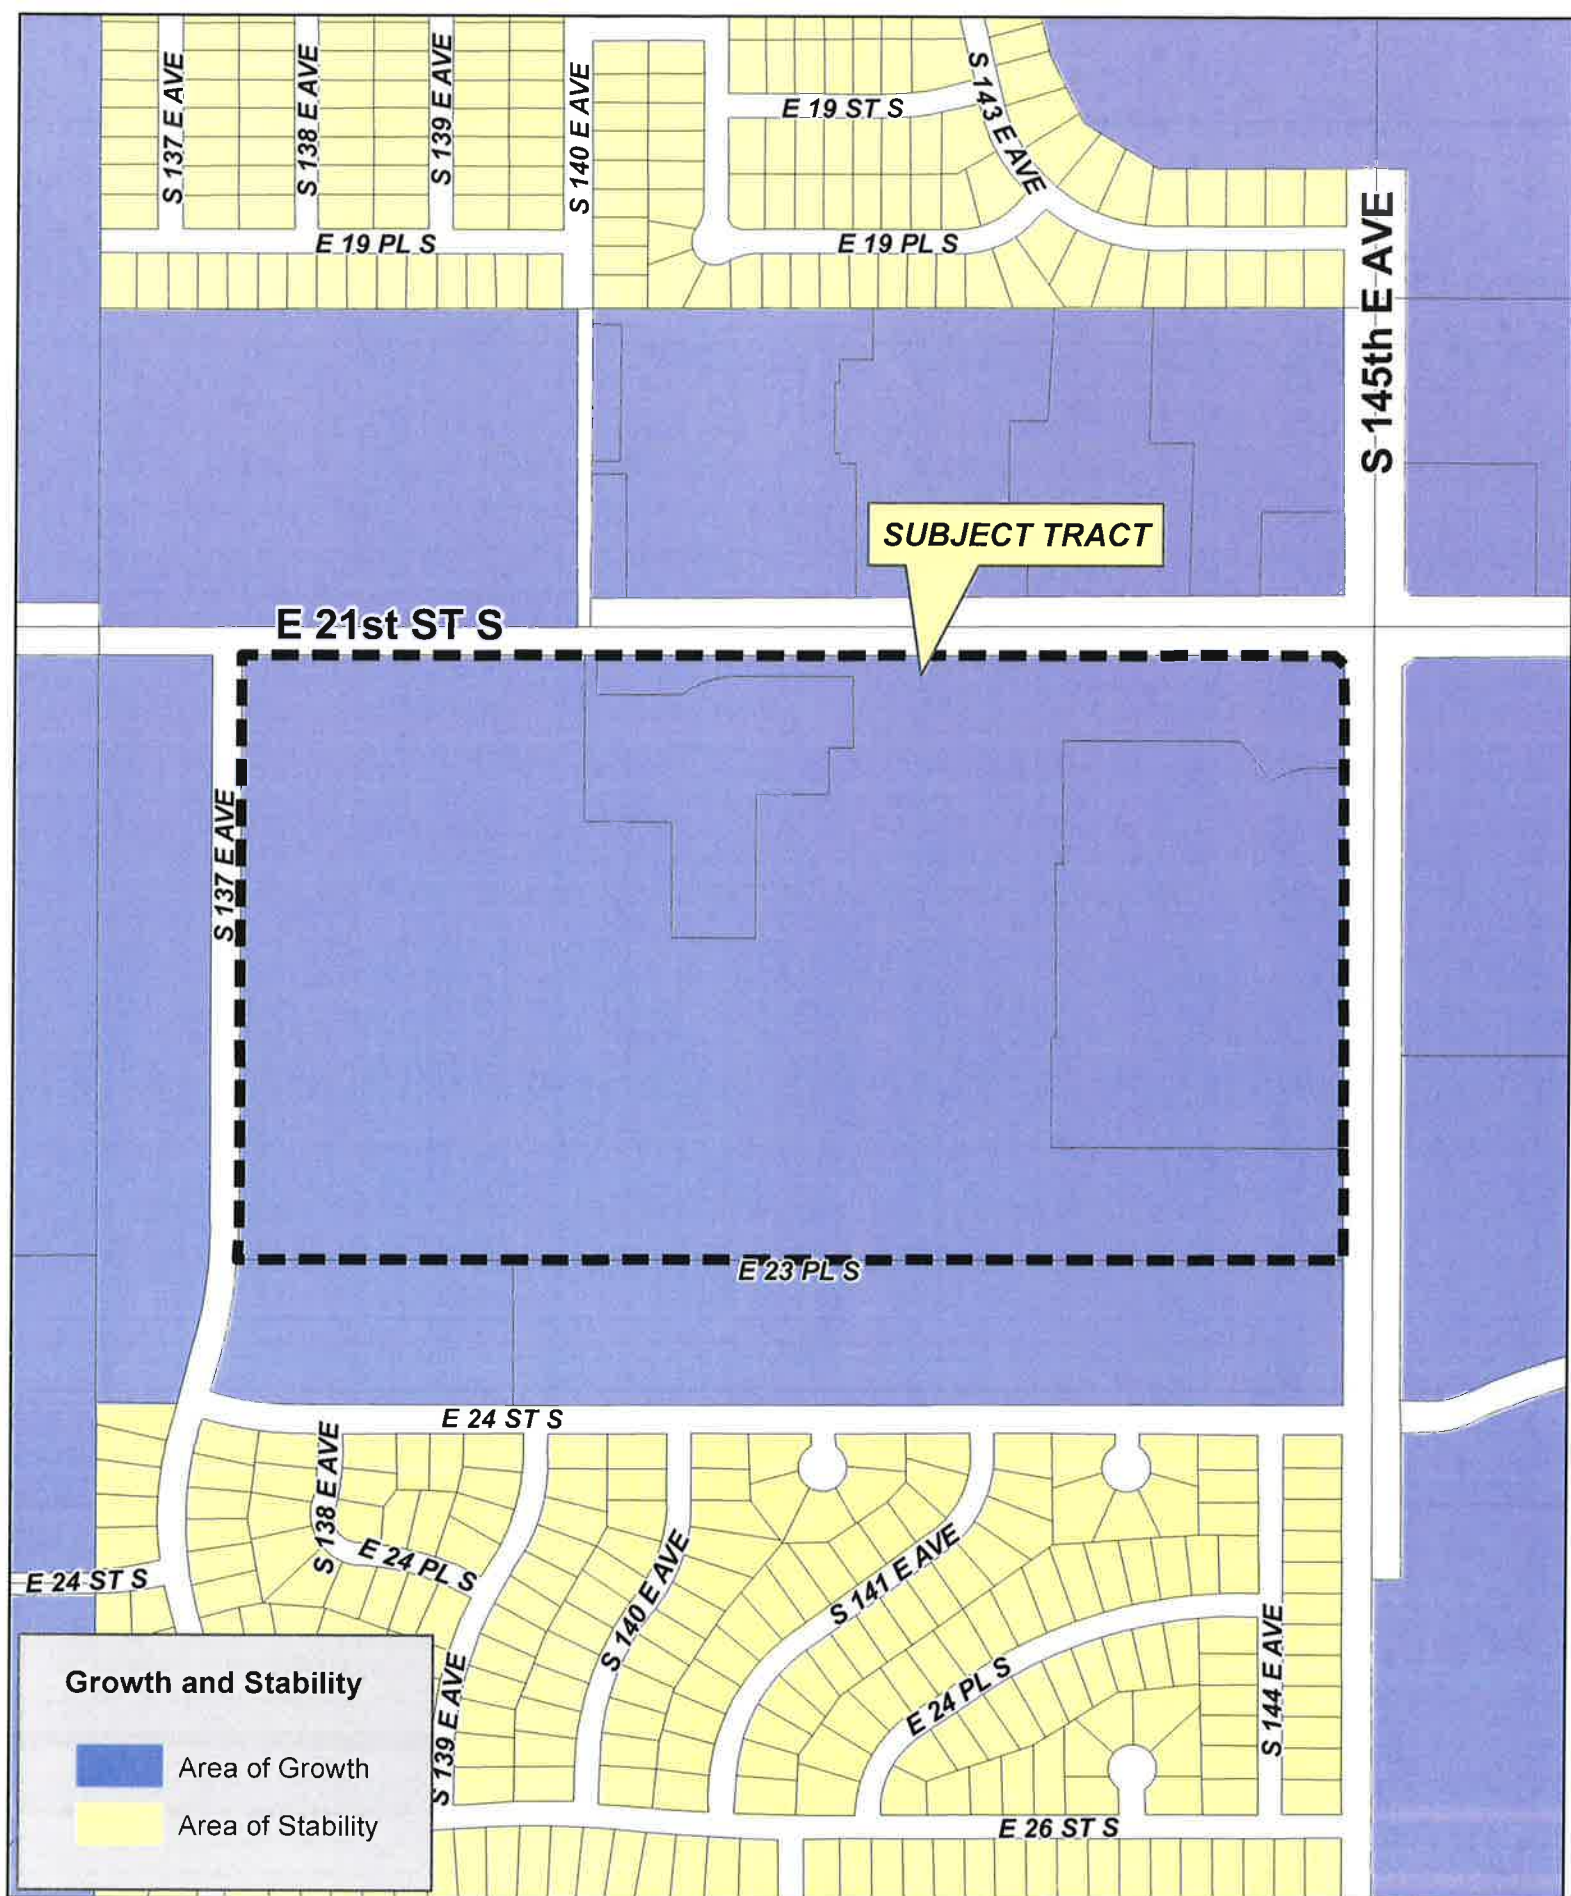 S 137 E AVE
S 138 E AVE
S 139 E AVE
S 140 E AVE
E 19 ST S
S 143 E AVE
E 19 PL S
E 19 PL S
S 145th E AVE
SUBJECT TRACT
E 21st ST S
S 137 E AVE
E 23 PL S
E 24 ST S
S 138 E AVE
E 24 PL S
E 24 ST S
S 140 E AVE
S 141 E AVE
E 24 PL S
S 144 E AVE
S 139 E AVE
E 26 ST S
Growth and Stability
Area of Growth
Area of Stability